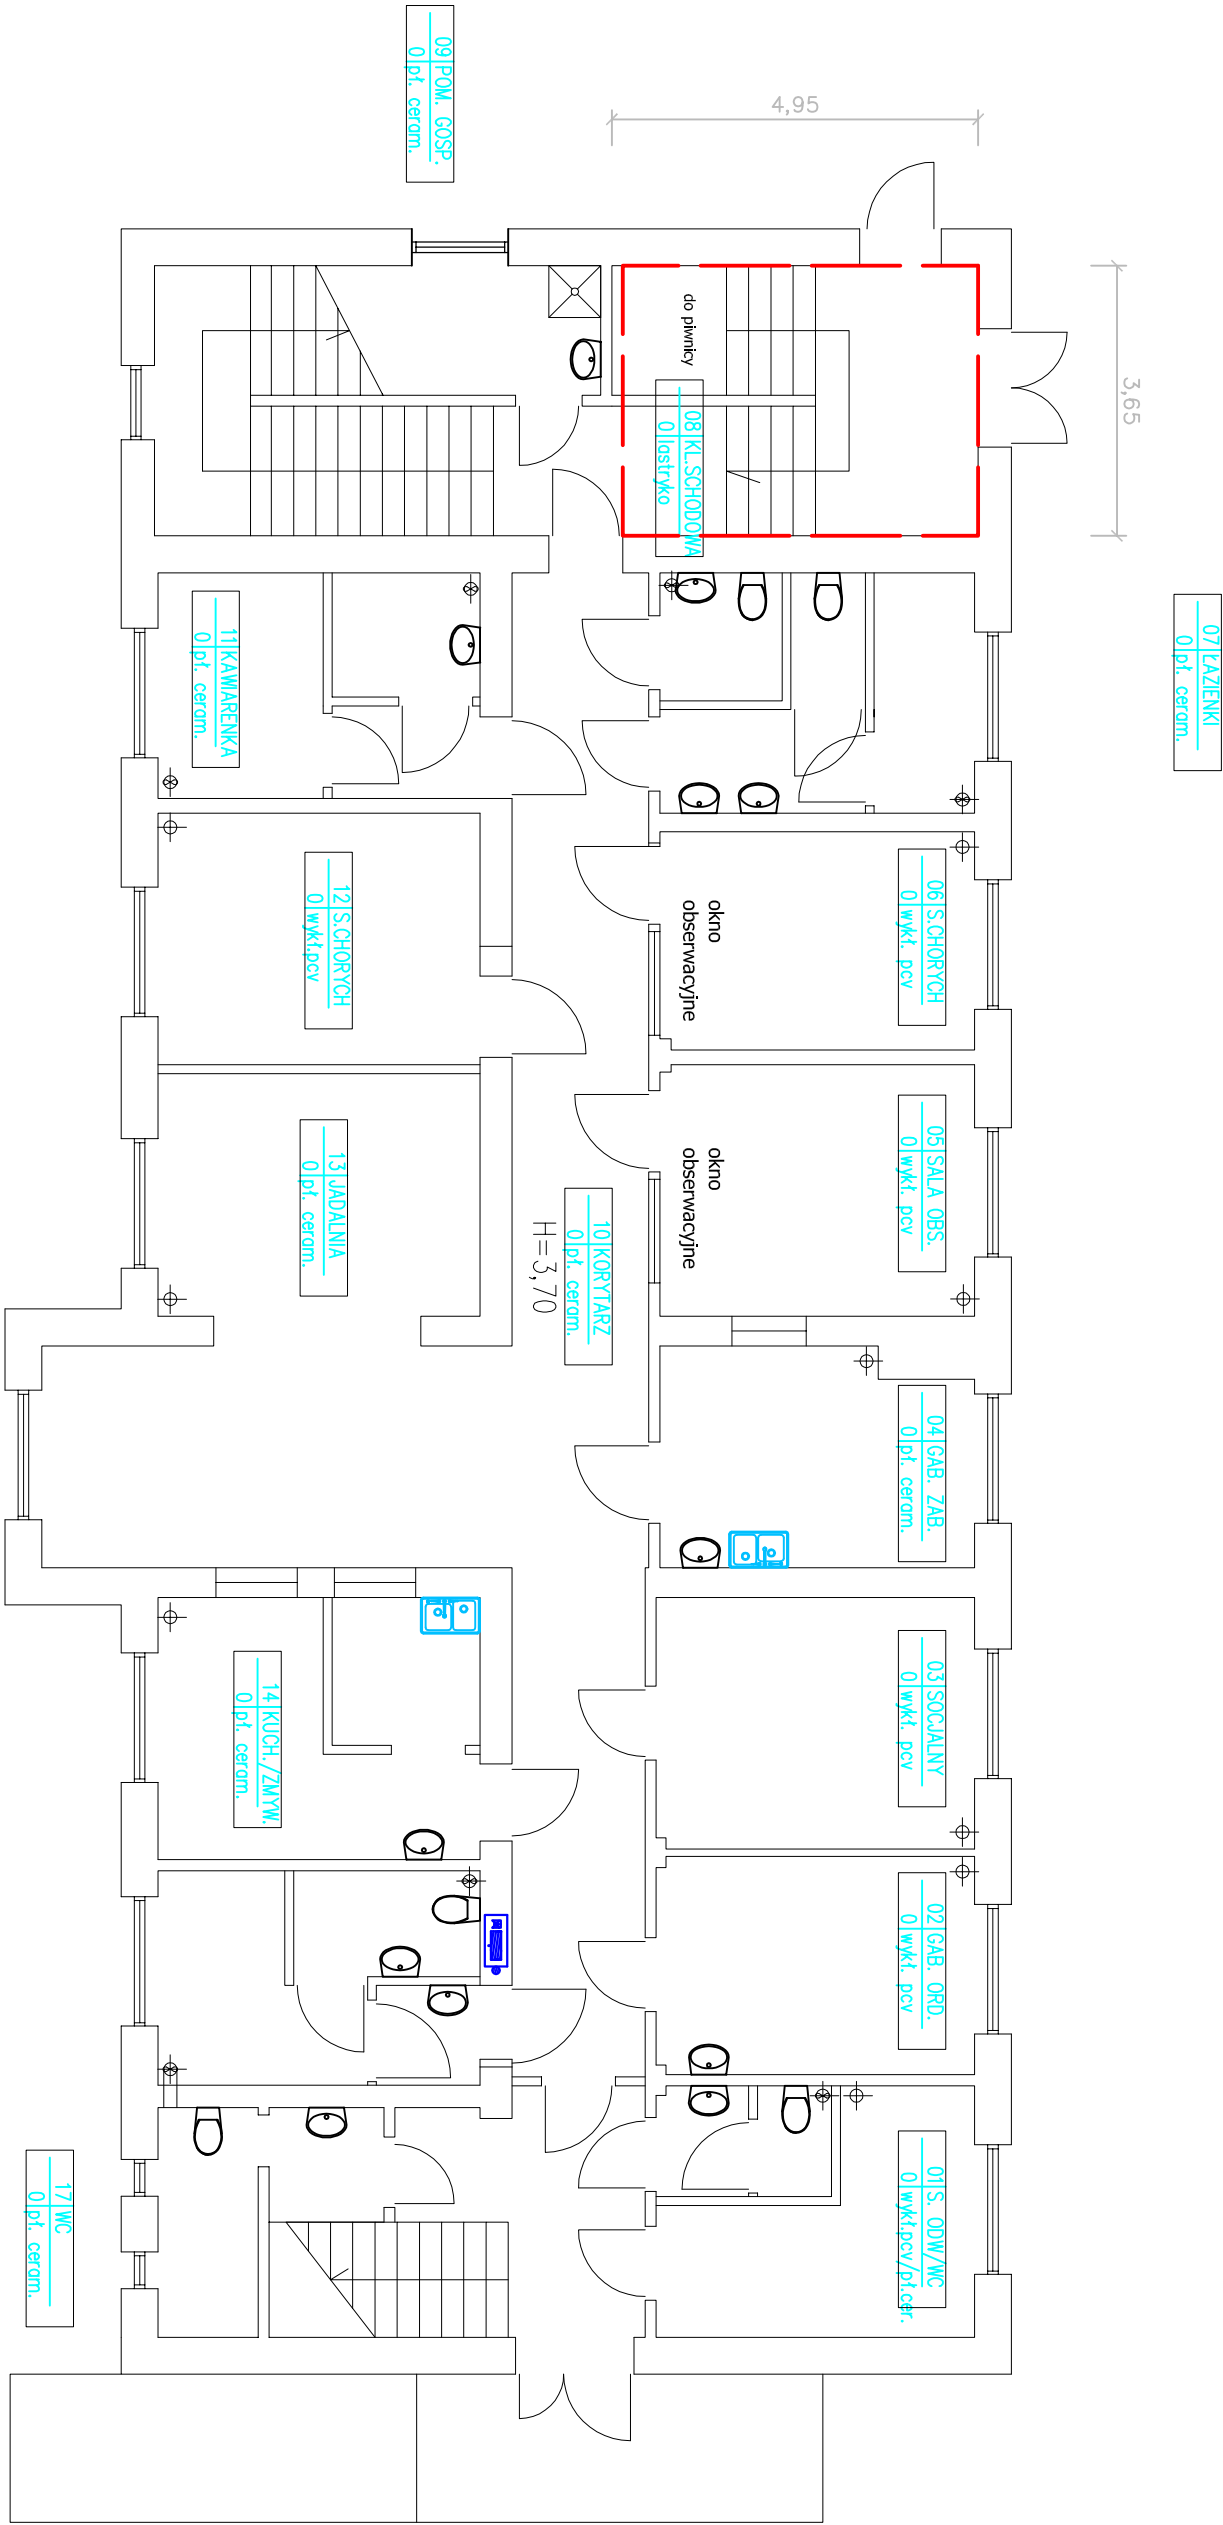 09 POM. GOSP.
0 pł. ceram.
4,95
3,65
do piwnicy
08 KL.SCHODOWA
0 lastryko
07 ŁAZIENKI
0 pł. ceram.
11 KAWIARENKA
0 pł. ceram.
12 S.CHORYCH
0 wykł.pcv
okno
obserwacyjne
06 S.CHORYCH
0 wykł. pcv
13 JADALNIA
0 pł. ceram.
10 KORYTARZ
0 pł. ceram.
H=3,70
okno
obserwacyjne
05 SALA OBS.
0 wykł. pcv
04 GAB. ZAB.
0 pł. ceram.
14 KUCH./ZMYW.
0 pł. ceram.
03 SOCJALNY
0 wykł. pcv
02 GAB. ORD.
0 wykł. pcv
01 S. ODW/WC
0 wykł.pcv/pł.cer.
17 WC
0 pł. ceram.